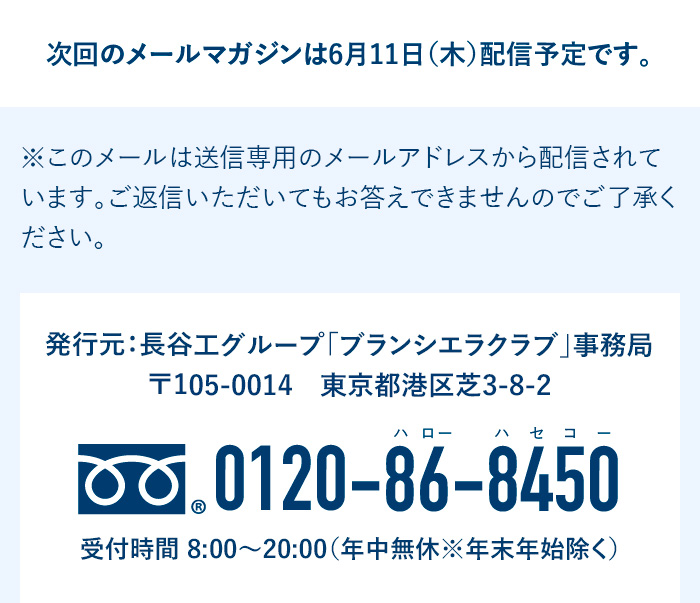 次回のメールマガジンは6月11日（木）配信予定です。
※このメールは送信専用のメールアドレスから配信されて
います。ご返信いただいてもお答えできませんのでご了承く
ださい。
発行元：長谷工グループ「ブランシエラクラブ」事務局
〒105-0014　東京都港区芝3-8-2
ハロー ハセコー
® 0120-86-8450
受付時間 8:00～20:00（年中無休※年末年始除く）